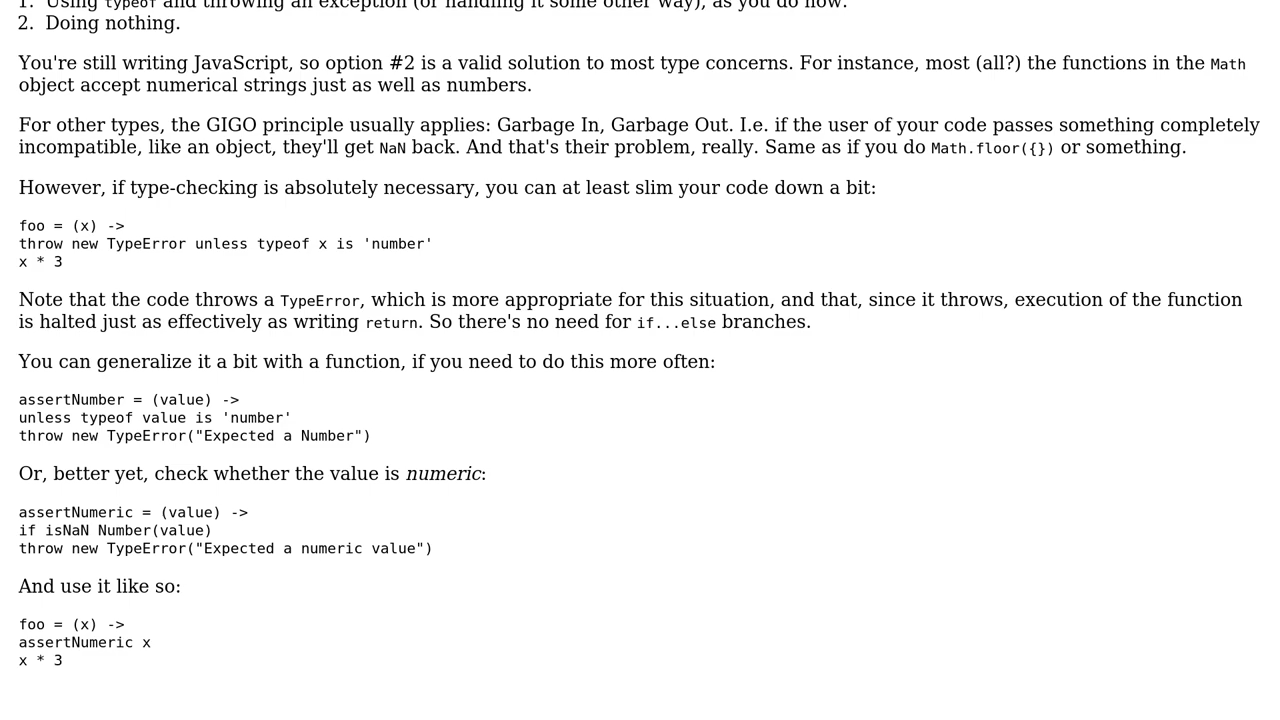 1. Using typeof and throwing an exception (or handling it some other way), as you do now.
2. Doing nothing.
You're still writing JavaScript, so option #2 is a valid solution to most type concerns. For instance, most (all?) the functions in the Math
object accept numerical strings just as well as numbers.
For other types, the GIGO principle usually applies: Garbage In, Garbage Out. I.e. if the user of your code passes something completely
incompatible, like an object, they'll get NaN back. And that's their problem, really. Same as if you do Math.floor({}) or something.
However, if type-checking is absolutely necessary, you can at least slim your code down a bit:
foo = (x) ->
throw new TypeError unless typeof x is 'number'
x * 3
Note that the code throws a TypeError, which is more appropriate for this situation, and that, since it throws, execution of the function
is halted just as effectively as writing return. So there's no need for if...else branches.
You can generalize it a bit with a function, if you need to do this more often:
assertNumber = (value) ->
unless typeof value is 'number'
throw new TypeError("Expected a Number")
Or, better yet, check whether the value is numeric:
assertNumeric = (value) ->
if isNaN Number(value)
throw new TypeError("Expected a numeric value")
And use it like so:
foo = (x) ->
assertNumeric x
x * 3